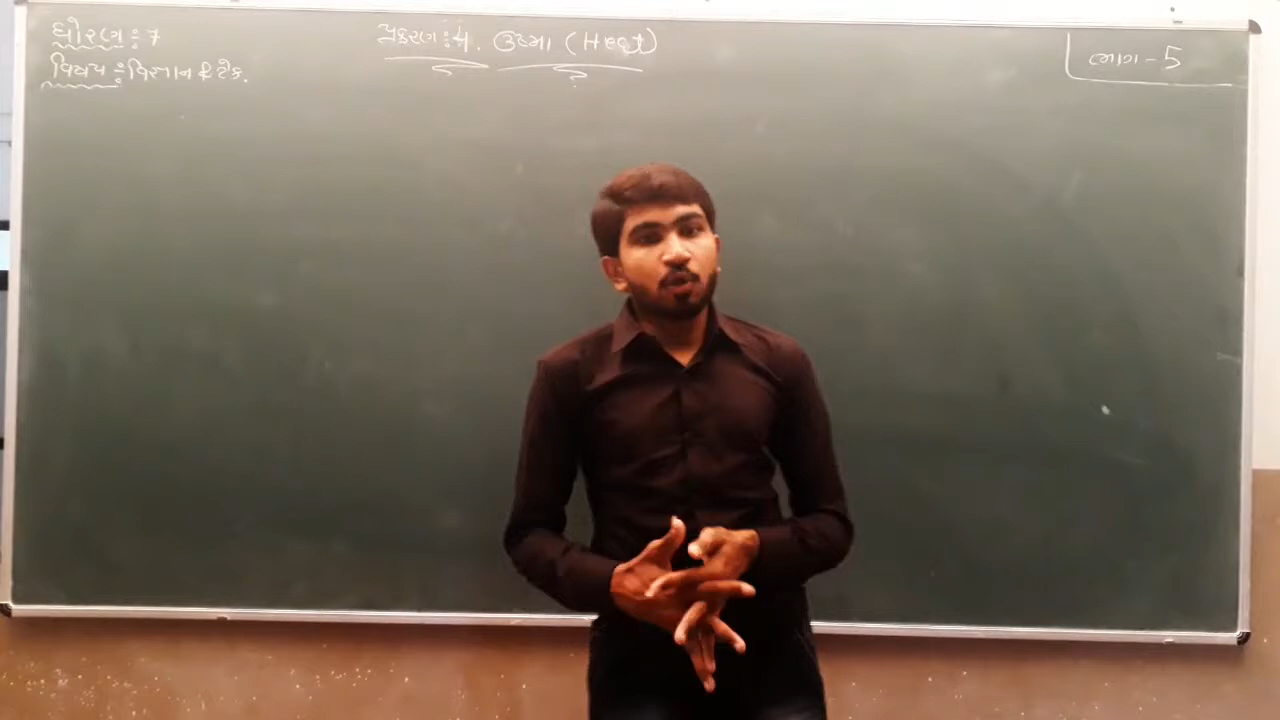 ધોરણ : 7
પ્રકરણ : 4. ઉષ્મા (Heat)
ભાગ - 5
વિષય : વિજ્ઞાન & ટેક.